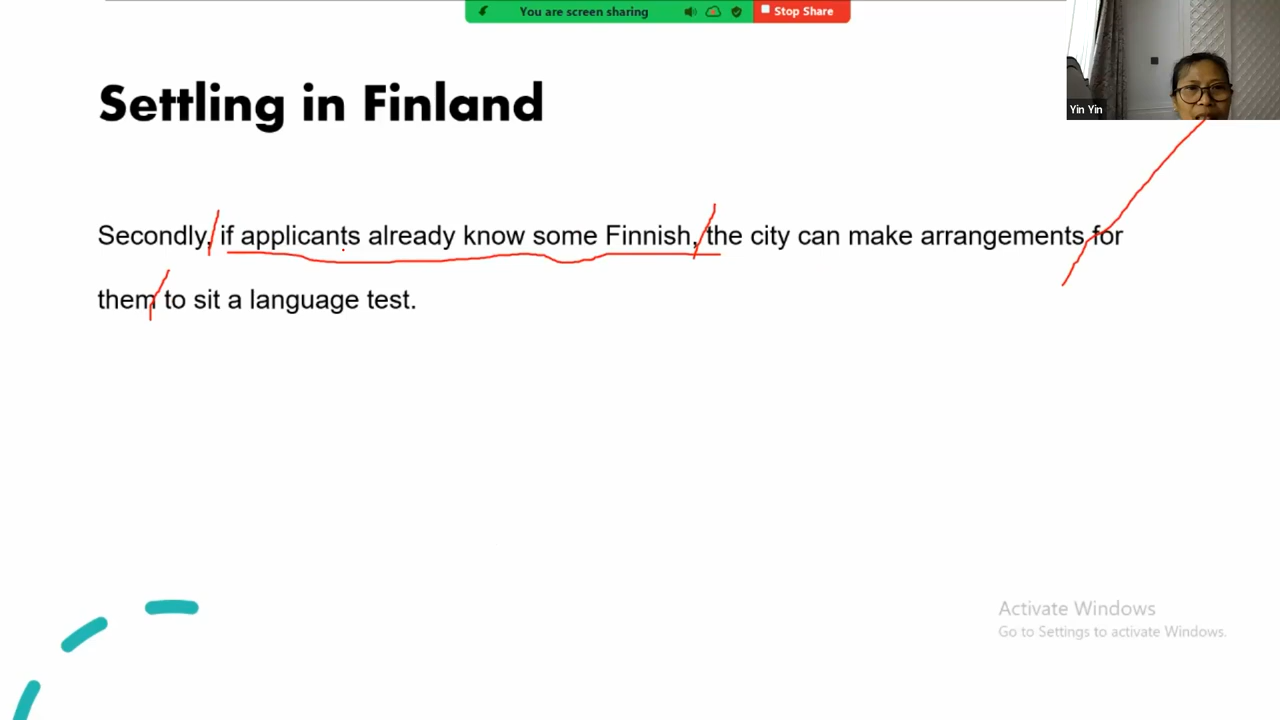 You are screen sharing
Stop Share
Settling in Finland
Yin Yin
Secondly, if applicants already know some Finnish, the city can make arrangements for
them to sit a language test.
Activate Windows
Go to Settings to activate Windows.